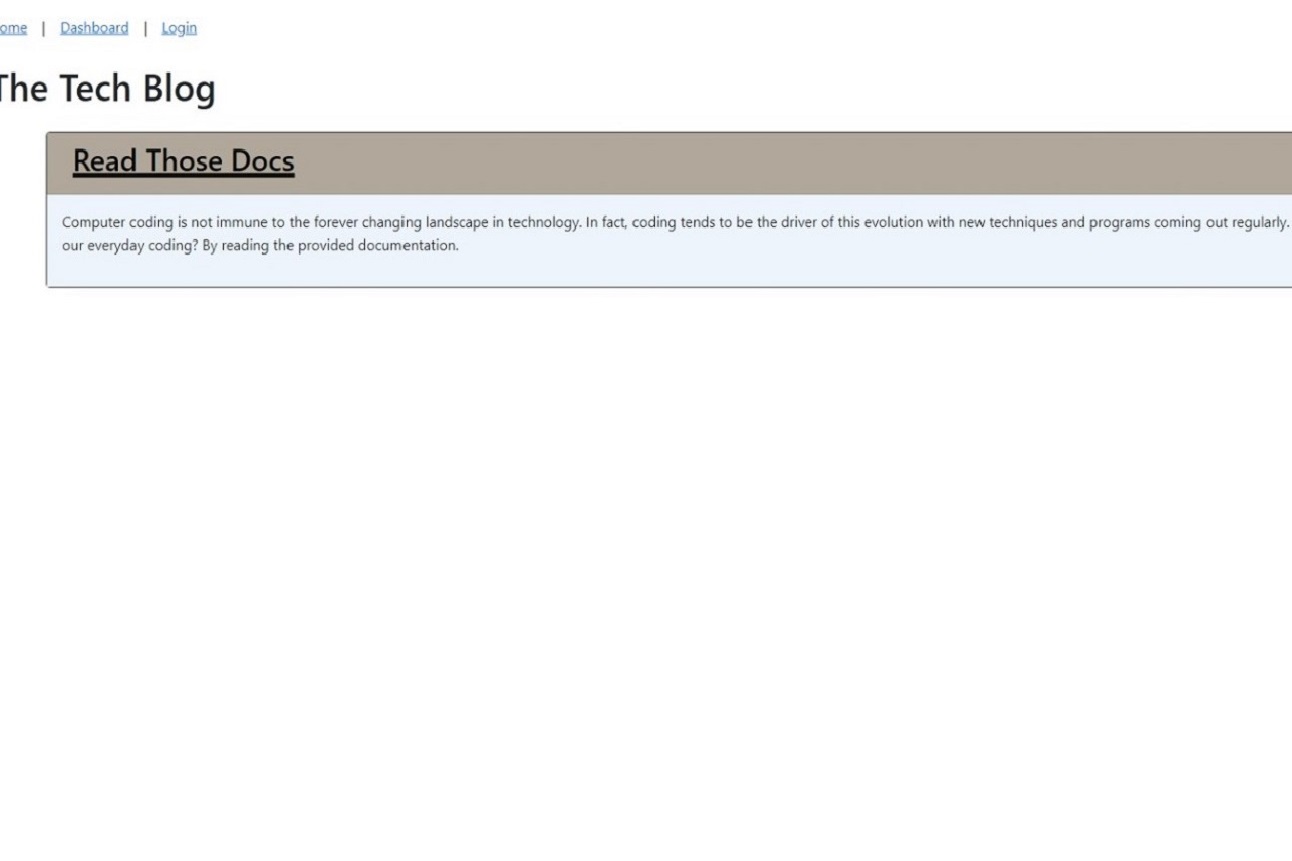 ome | Dashboard | Login
The Tech Blog
Read Those Docs
Computer coding is not immune to the forever changing landscape in technology. In fact, coding tends to be the driver of this evolution with new techniques and programs coming out regularly.
our everyday coding? By reading the provided documentation.